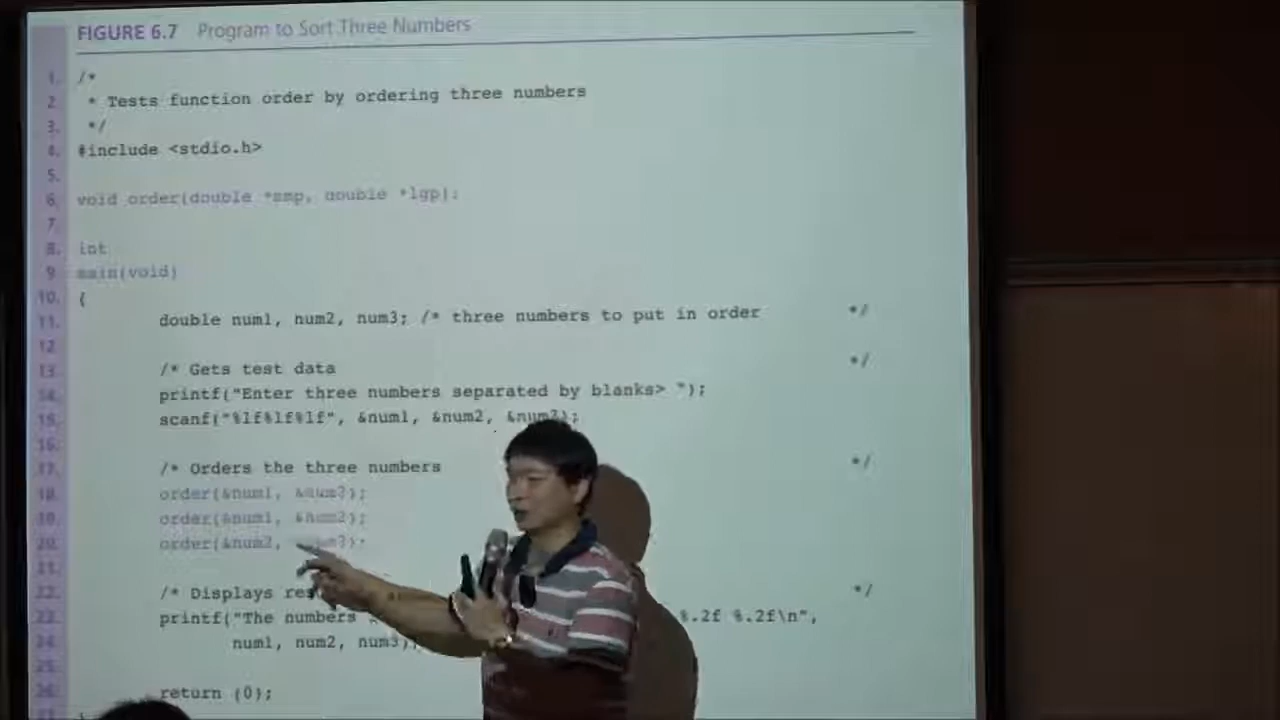 FIGURE 6.7 Program to Sort Three Numbers
1. /*
2. * Tests function order by ordering three numbers
3. */
4. #include <stdio.h>
5.
6. void order(double *smp, double *lgp);
7.
8. int
9. main(void)
10. {
11. double num1, num2, num3; /* three numbers to put in order */
12.
13. /* Gets test data */
14. printf("Enter three numbers separated by blanks> ");
15. scanf("%lf%lf%lf", &num1, &num2, &num3);
16.
17. /* Orders the three numbers */
18. order(&num1,
19. order(&num1,
20. order(&num2,
21.
22. /* Displays */
23. printf("The numbers %.2f %.2f\n",
24. num1, num2, num3);
25.
26. return (0);